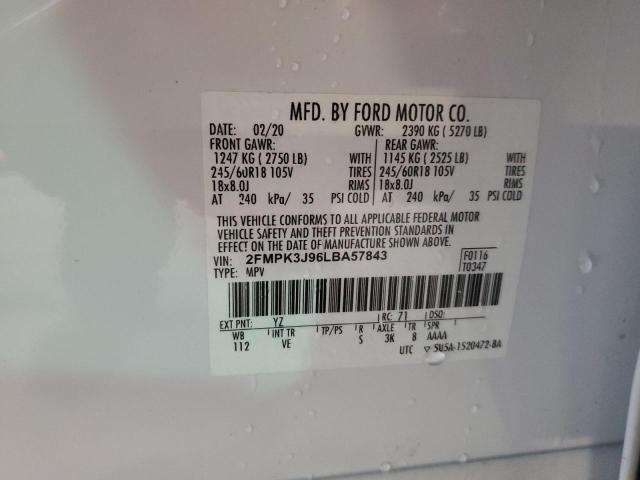 MFD. BY FORD MOTOR CO.
DATE: 02/20 GVWR: 2390 KG ( 5270 LB)
FRONT GAWR: REAR GAWR:
1247 KG ( 2750 LB) WITH 1145 KG ( 2525 LB) WITH
245/60R18 105V TIRES 245/60R18 105V TIRES
18x8.0J RIMS 18x8.0J RIMS
AT 240 kPa/ 35 PSI COLD AT 240 kPa/ 35 PSI COLD
THIS VEHICLE CONFORMS TO ALL APPLICABLE FEDERAL MOTOR
VEHICLE SAFETY AND THEFT PREVENTION STANDARDS IN
EFFECT ON THE DATE OF MANUFACTURE SHOWN ABOVE.
VIN: 2FMPK3J96LBA57843 F0116
TYPE: MPV T0347
EXT PNT: YZ RC: 71 DSO:
WB INT TR TP/PS R AXLE TR SPR
112 VE S 3K 8 AAAA
UTC ▽ 5U5A-1520472-BA